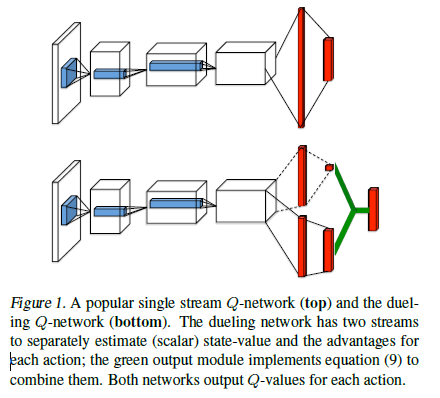 Figure 1. A popular single stream Q-network (top) and the duel-
ing Q-network (bottom). The dueling network has two streams
to separately estimate (scalar) state-value and the advantages for
each action; the green output module implements equation (9) to
combine them. Both networks output Q-values for each action.